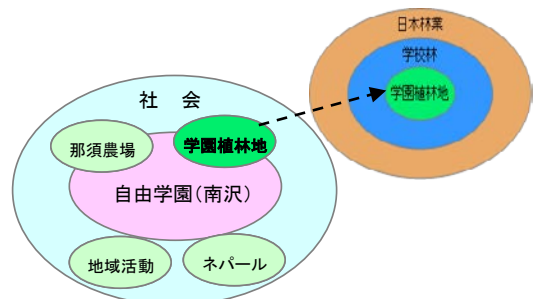 日本林業
学校林
学園植林地
社　会
那須農場
学園植林地
自由学園(南沢)
地域活動
ネパール